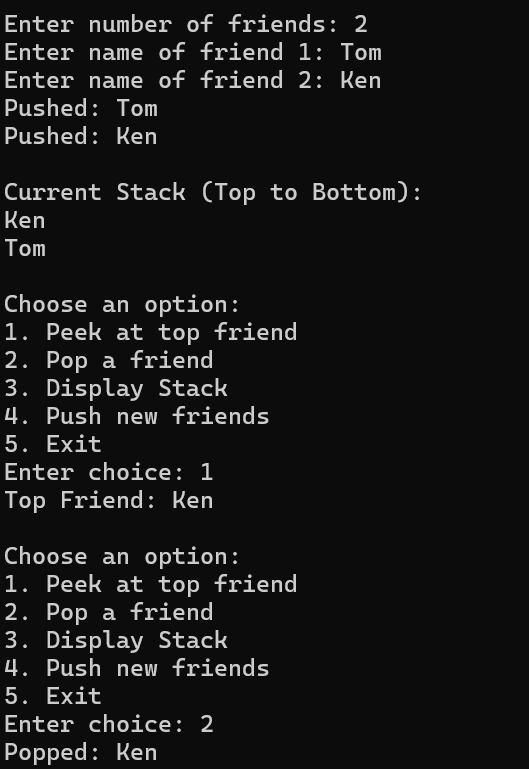 Enter number of friends: 2
Enter name of friend 1: Tom
Enter name of friend 2: Ken
Pushed: Tom
Pushed: Ken
Current Stack (Top to Bottom):
Ken
Tom
Choose an option:
1. Peek at top friend
2. Pop a friend
3. Display Stack
4. Push new friends
5. Exit
Enter choice: 1
Top Friend: Ken
Choose an option:
1. Peek at top friend
2. Pop a friend
3. Display Stack
4. Push new friends
5. Exit
Enter choice: 2
Popped: Ken